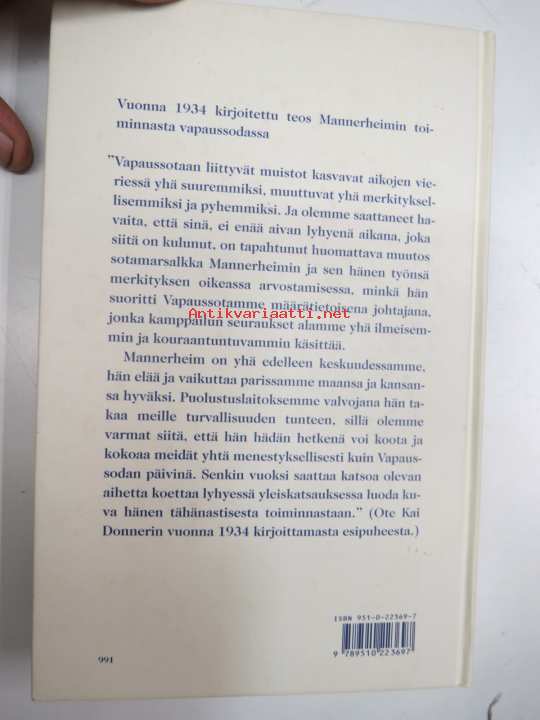 Vuonna 1934 kirjoitettu teos Mannerheimin toi-
minnasta vapaussodassa
"Vapaussotaan liittyvät muistot kasvavat aikojen vie-
riessä yhä suuremmiksi, muuttuvat yhä merkityksel-
lisemmiksi ja pyhemmiksi. Ja olemme saattaneet ha-
vaita, että sinä, ei enää aivan lyhyenä aikana, joka
siitä on kulunut, on tapahtunut huomattava muutos
sotamarsalkka Mannerheimin ja sen hänen työnsä
merkityksen oikeassa arvostamisessa, minkä hän
suoritti Vapaussotamme määrätietoisena johtajana,
Antikvariaatti.net
jonka kamppailun seuraukset alamme yhä ilmeisem-
min ja kouraantuntuvammin käsittää.
Mannerheim on yhä edelleen keskuudessamme,
hän elää ja vaikuttaa parissamme maansa ja kansan-
sa hyväksi. Puolustuslaitoksemme valvojana hän ta-
kaa meille turvallisuuden tunteen, sillä olemme
varmat siitä, että hän hädän hetkenä voi koota ja
kokoaa meidät yhtä menestyksellisesti kuin Vapaus-
sodan päivinä. Senkin vuoksi saattaa katsoa olevan
aihetta koettaa lyhyessä yleiskatsauksessa luoda ku-
va hänen tähänastisesta toiminnastaan." (Ote Kai
Donnerin vuonna 1934 kirjoittamasta esipuheesta.)
ISBN 951-0-22369-7
9 789510 223697
991